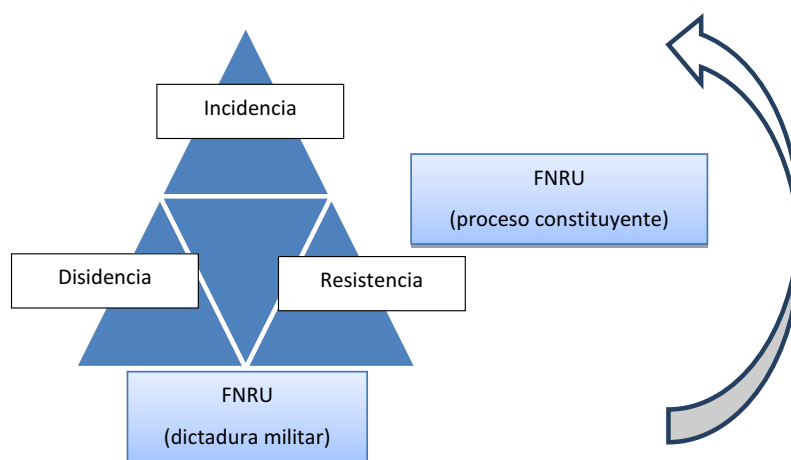 Incidencia
FNRU
(proceso constituyente)
Disidencia
Resistencia
FNRU
(dictadura militar)